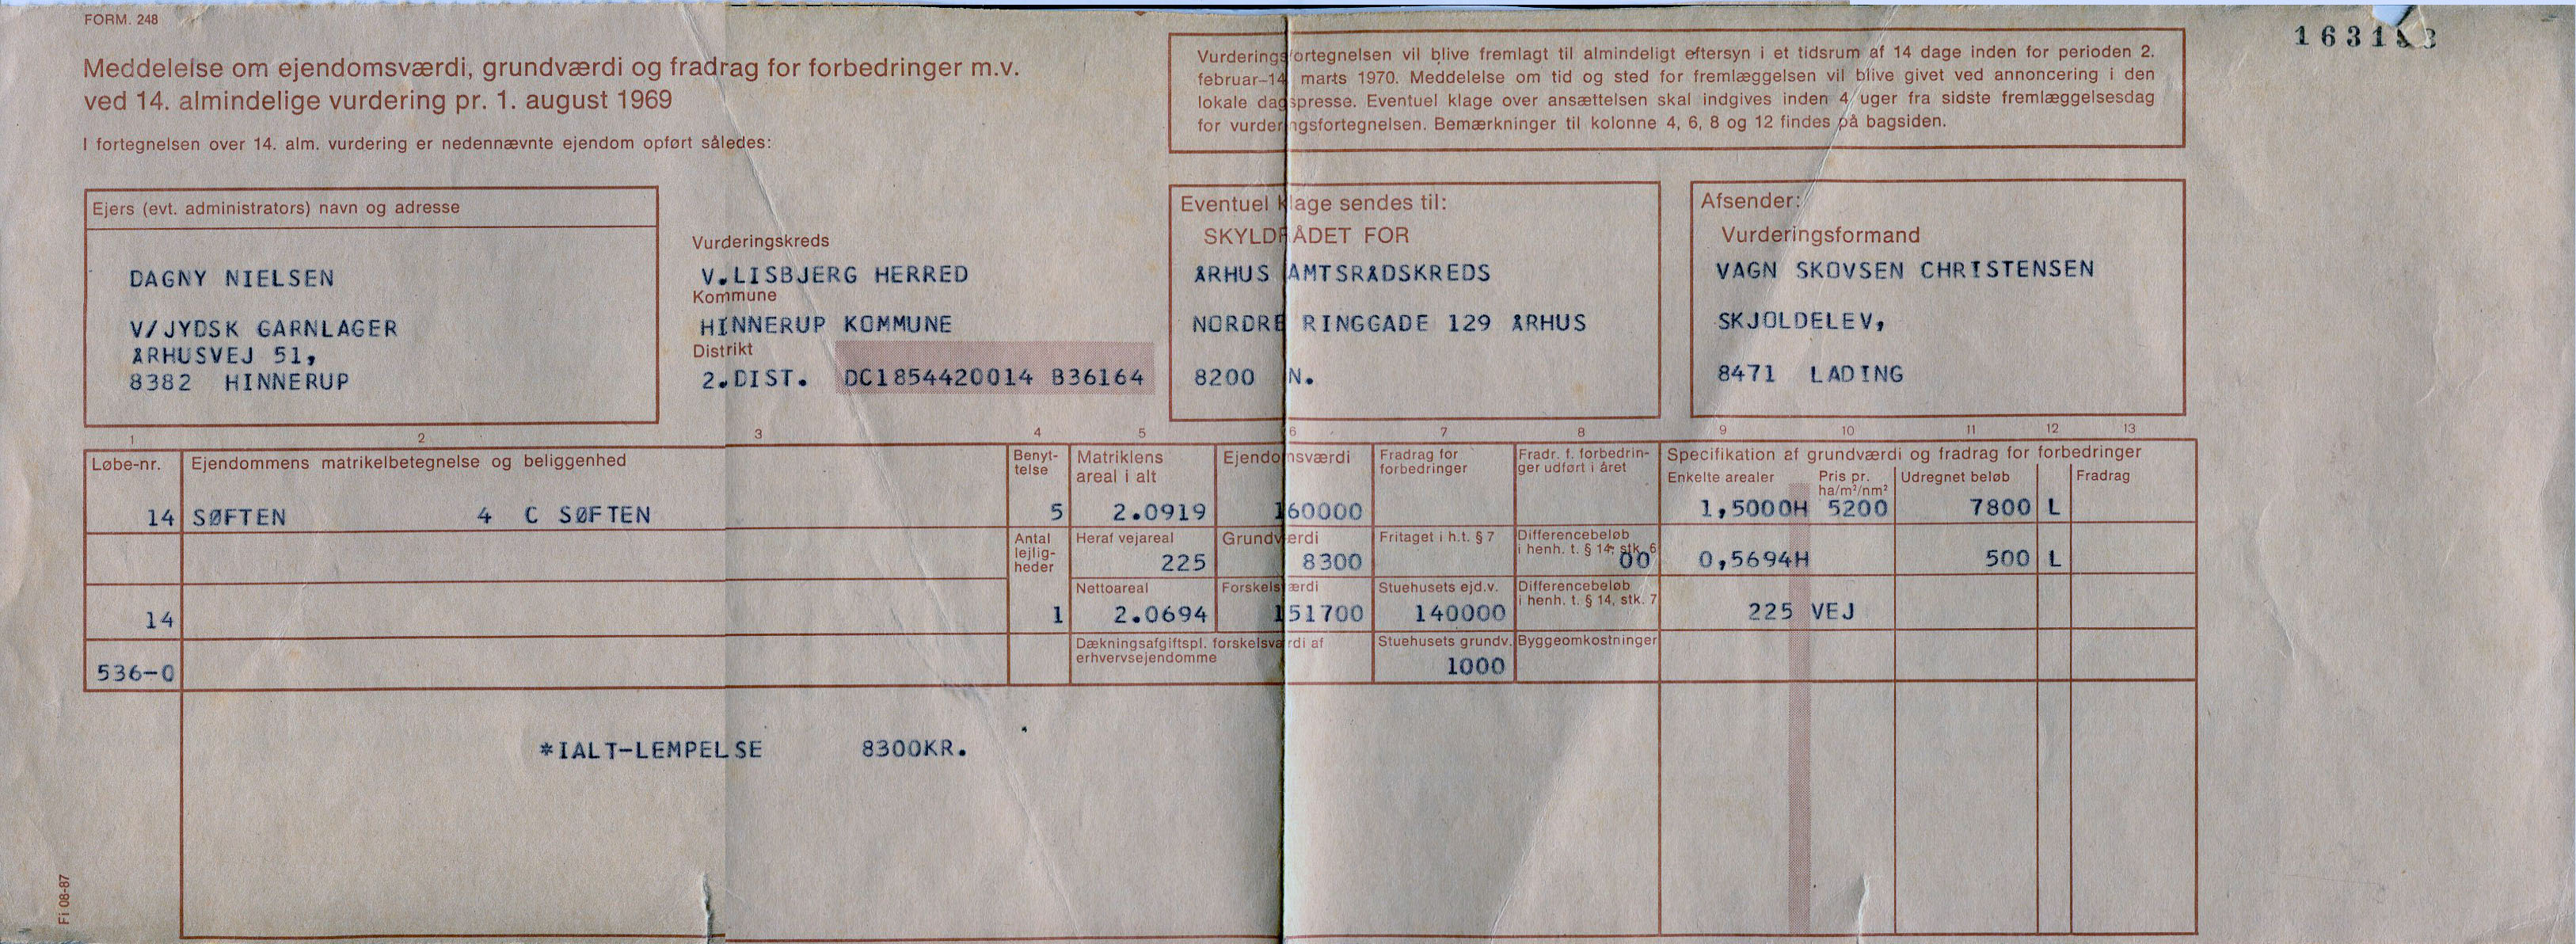 FORM. 248
1631
Meddelelse om ejendomsværdi, grundværdi og fradrag for forbedringer m.v.
ved 14. almindelige vurdering pr. 1. august 1969
I fortegnelsen over 14. alm. vurdering er nedennævnte ejendom opført således:
Vurderingsfortegnelsen vil blive fremlagt til almindeligt eftersyn i et tidsrum af 14 dage inden for perioden 2.
februar–14 marts 1970. Meddelelse om tid og sted for fremlæggelsen vil blive givet ved annoncering i den
lokale dagspresse. Eventuel klage over ansættelsen skal indgives inden 4 uger fra sidste fremlæggelsesdag
for vurderingsfortegnelsen. Bemærkninger til kolonne 4, 6, 8 og 12 findes på bagsiden.
Ejers (evt. administrators) navn og adresse
DAGNY NIELSEN
V/JYDSK GARNLAGER
ÅRHUSVEJ 51,
8382 HINNERUP
Vurderingskreds
V.LISBJERG HERRED
Kommune
HINNERUP KOMMUNE
Distrikt
2.DIST. DC1854420014 B36164
Eventuel klage sendes til:
SKYLDRÅDET FOR
ÅRHUS AMTSRÅDSKREDS
NORDRE RINGGADE 129 ÅRHUS
8200 N.
Afsender:
Vurderingsformand
VAGN SKOVSEN CHRISTENSEN
SKJOLDELEV,
8471 LADING
1 2 3 4 5 6 7 8 9 10 11 12 13
Løbe-nr. Ejendommens matrikelbetegnelse og beliggenhed
Benyt-
telse
Matriklens
areal i alt
Ejendomsværdi
Fradrag for
forbedringer
Fradr. f. forbedrin-
ger udført i året
Specifikation af grundværdi og fradrag for forbedringer
Enkelte arealer
Pris pr.
ha/m²/nm²
Udregnet beløb
Fradrag
14 SØFTEN 4 C SØFTEN 5 2.0919 160000 1,5000H 5200 7800 L
Antal
lejlig-
heder
Heraf vejareal
Grundværdi
Fritaget i h.t. § 7
Differencebeløb
i henh. t. § 14, stk. 6
225 8300 00 0,5694H 500 L
Nettoareal
Forskelsværdi
Stuehusets ejd.v.
Differencebeløb
i henh. t. § 14, stk. 7
14 1 2.0694 151700 140000 225 VEJ
Dækningsafgiftspl. forskelsværdi af
erhvervsejendomme
Stuehusets grundv.
Byggeomkostninger
536-0 1000
*IALT-LEMPELSE 8300KR.
Fi 08-87